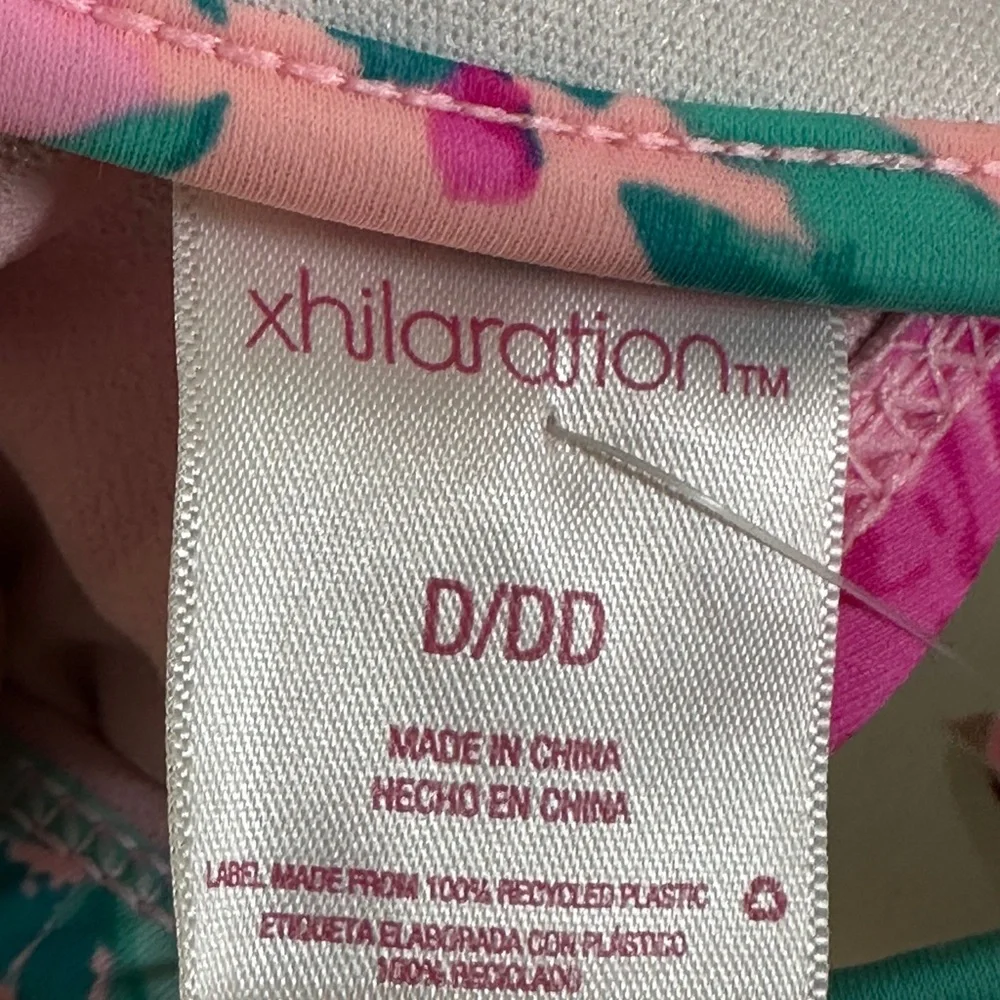 xhilaration™
D/DD
MADE IN CHINA
HECHO EN CHINA
LABEL MADE FROM 100% RECYCLED PLASTIC
ETIQUETA ELABORADA CON PLÁSTICO
100% RECICLADO